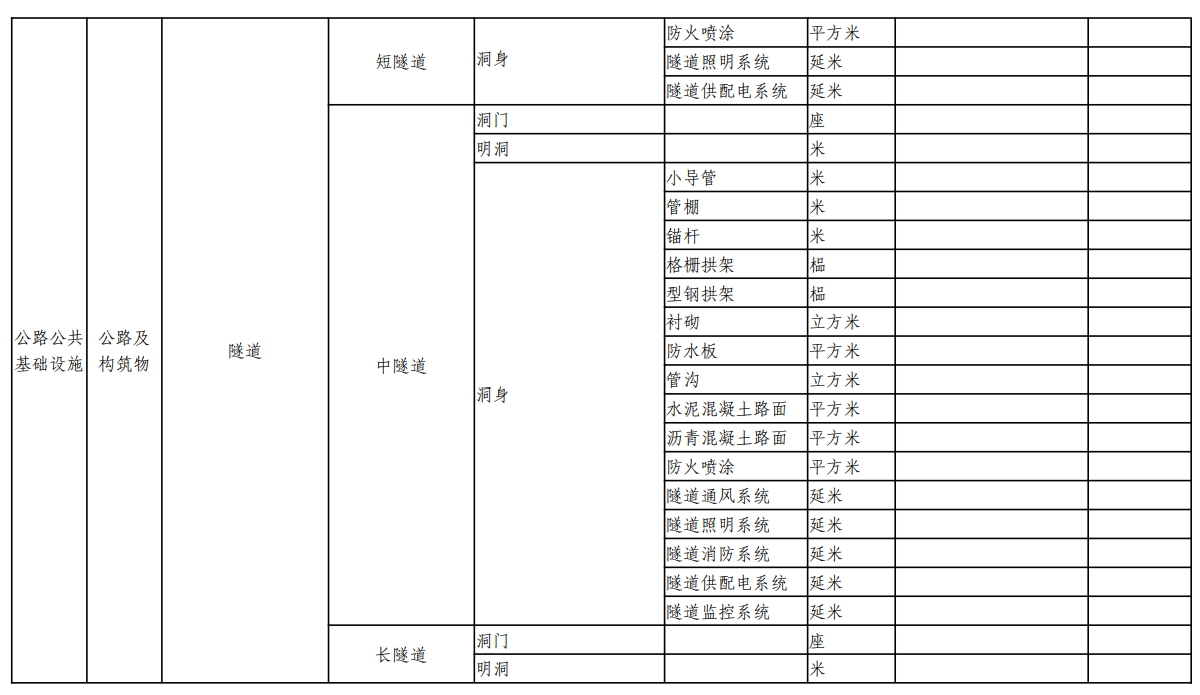 防火喷涂 平方米
短隧道 洞身 隧道照明系统 延米
隧道供配电系统 延米
洞门 座
明洞 米
小导管 米
管棚 米
锚杆 米
格栅拱架 榀
型钢拱架 榀
衬砌 立方米
公路公共 公路及 隧道 防水板 平方米
基础设施 构筑物 中隧道 管沟 立方米
洞身 水泥混凝土路面 平方米
沥青混凝土路面 平方米
防火喷涂 平方米
隧道通风系统 延米
隧道照明系统 延米
隧道消防系统 延米
隧道供配电系统 延米
隧道监控系统 延米
长隧道 洞门 座
明洞 米